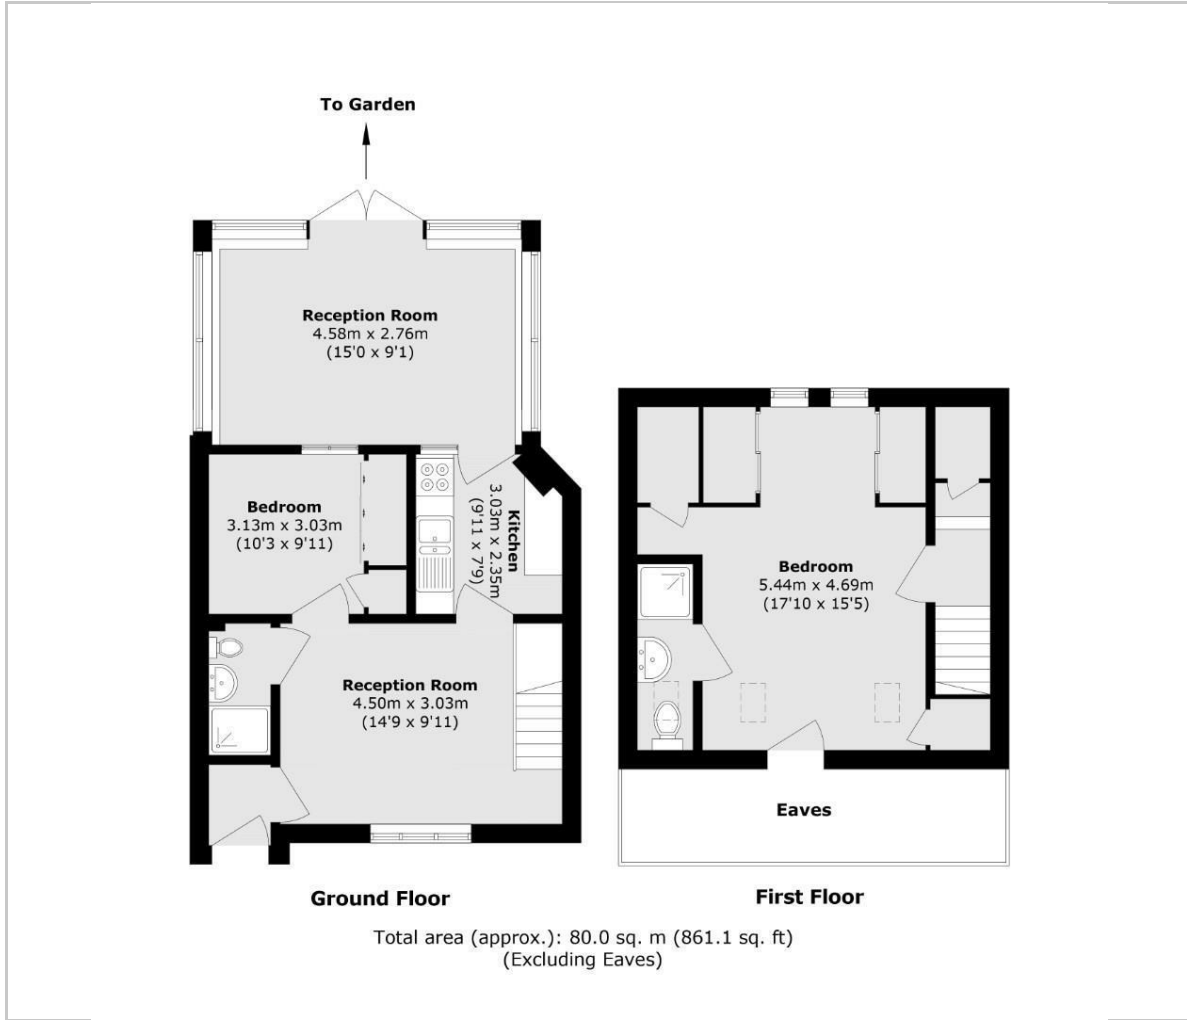 To Garden
Reception Room
4.58m x 2.76m
(15'0 x 9'1)
Bedroom
3.13m x 3.03m
(10'3 x 9'11)
Kitchen
3.03m x 2.35m
(9'11 x 7'9)
Reception Room
4.50m x 3.03m
(14'9 x 9'11)
Ground Floor
Bedroom
5.44m x 4.69m
(17'10 x 15'5)
Eaves
First Floor
Total area (approx.): 80.0 sq. m (861.1 sq. ft)
(Excluding Eaves)